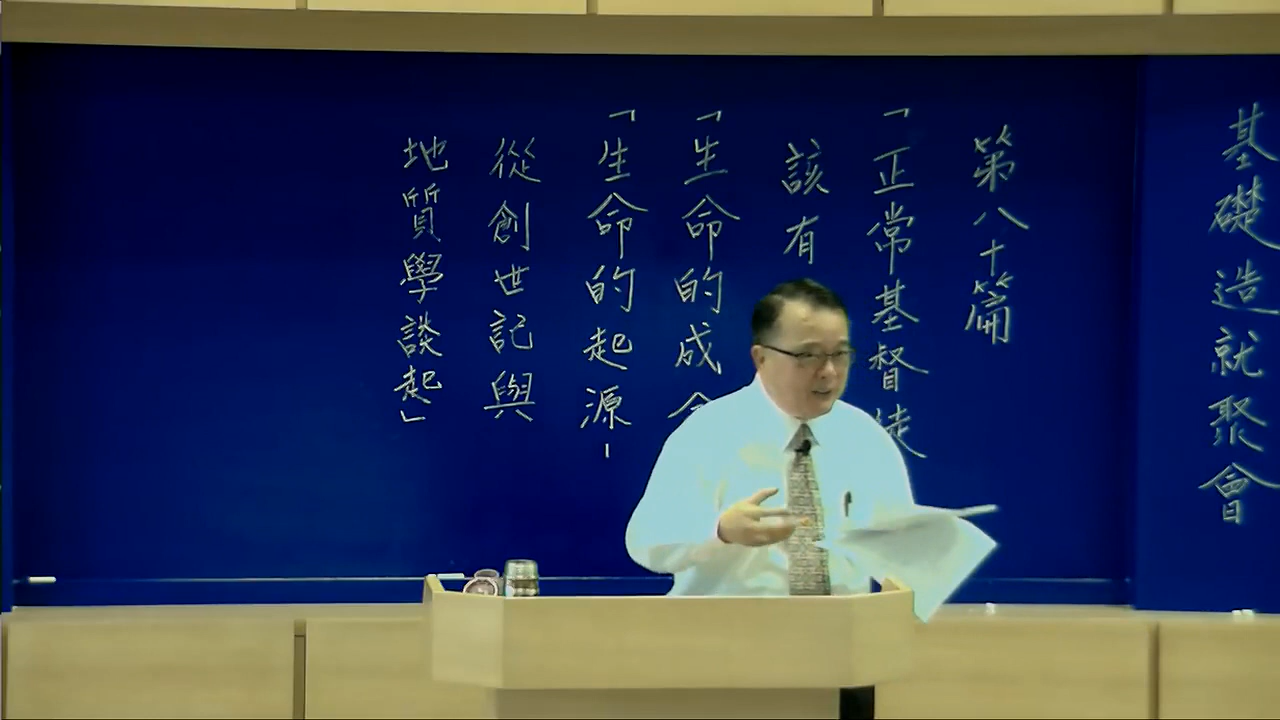 基礎造就聚會
第八十篇
「正常基督徒
該有
「生命的成
「生命的起源-
從創世記與
地質學談起」